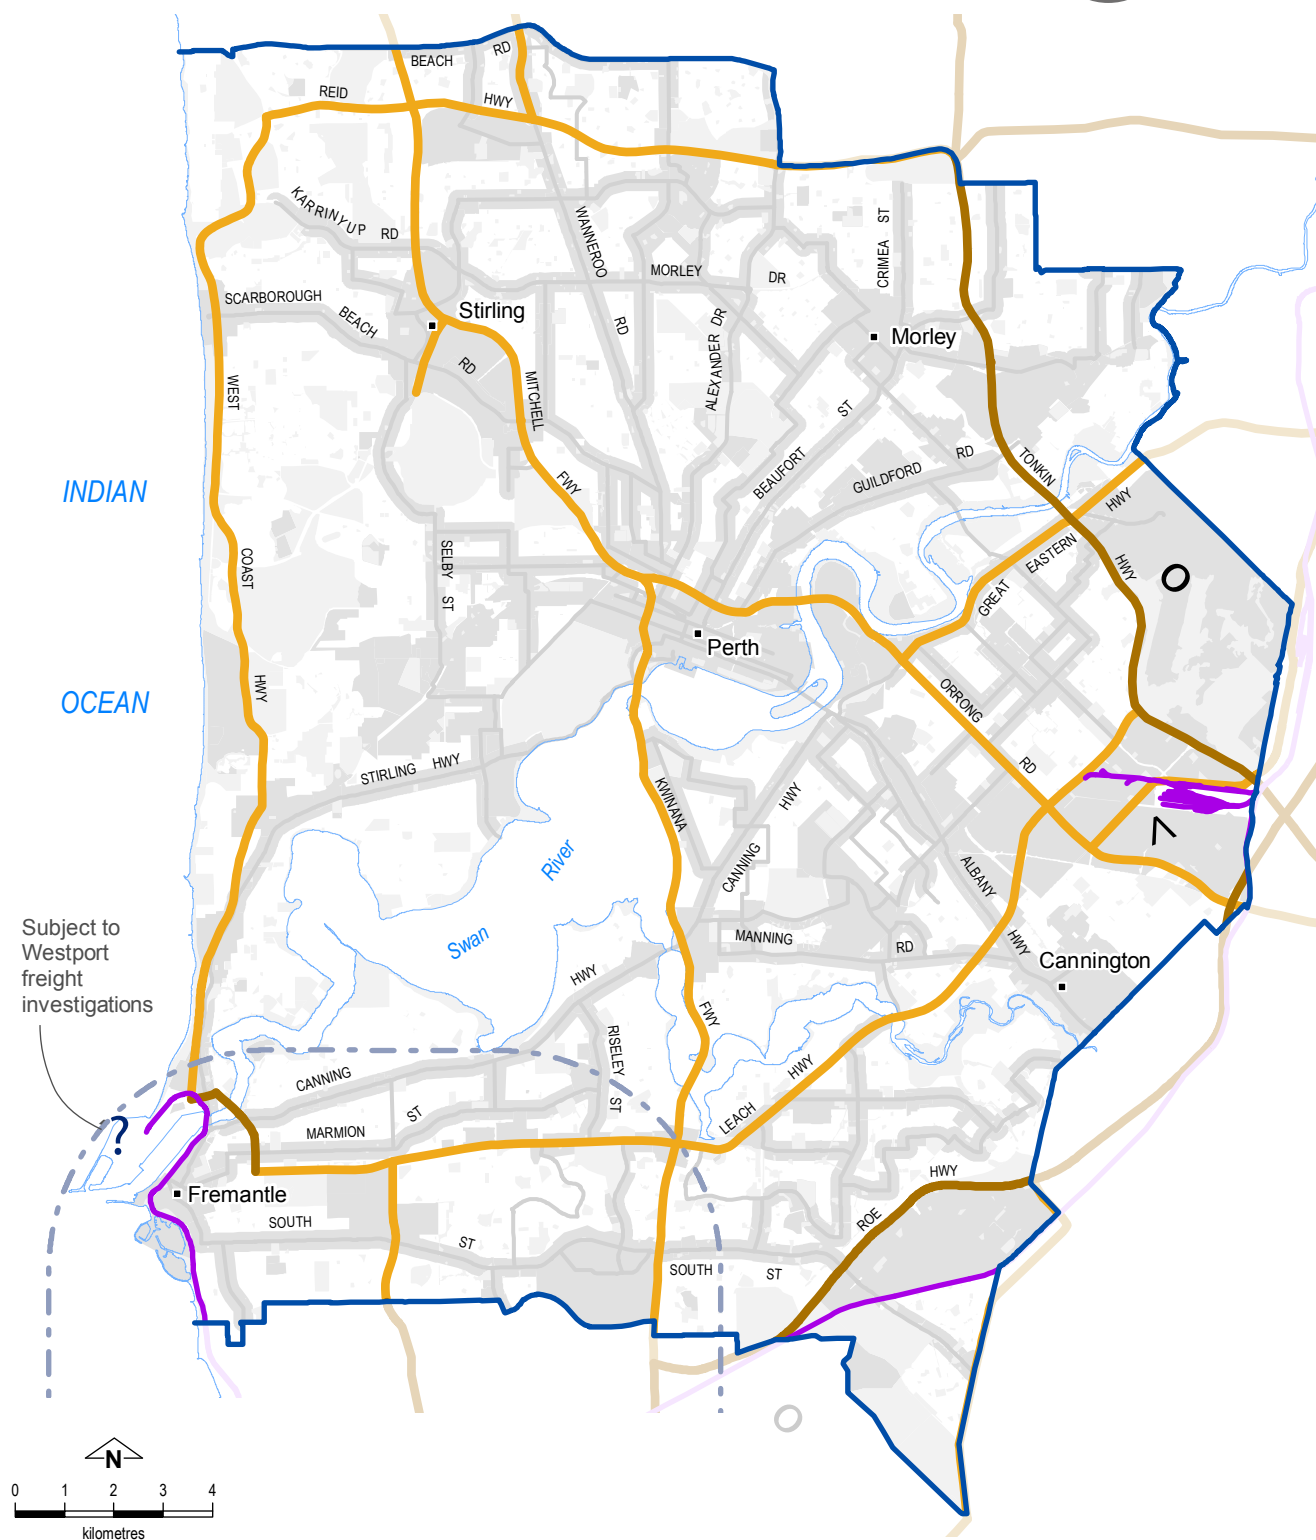 BEACH
RD
REID
HWY
KARRINYUP RD
WANNEROO
RD
MORLEY
DR
CRIMEA ST
SCARBOROUGH
BEACH
RD
Stirling
Morley
ALEXANDER DR
WEST
MITCHELL
FWY
BEAUFORT
ST
GUILDFORD
RD
TONKIN
HWY
INDIAN
HWY
EASTERN
GREAT
COAST
SELBY ST
Perth
OCEAN
HWY
ORRONG
RD
STIRLING HWY
KWINANA
HWY
CANNING
ALBANY
HWY
River
Swan
MANNING
RD
Cannington
HWY
Subject to
Westport
freight
investigations
FWY
RISELEY
ST
HWY
LEACH
CANNING
ST
MARMION
?
HWY
ROE
Fremantle
SOUTH
ST
SOUTH
ST
N
0 1 2 3 4
kilometres